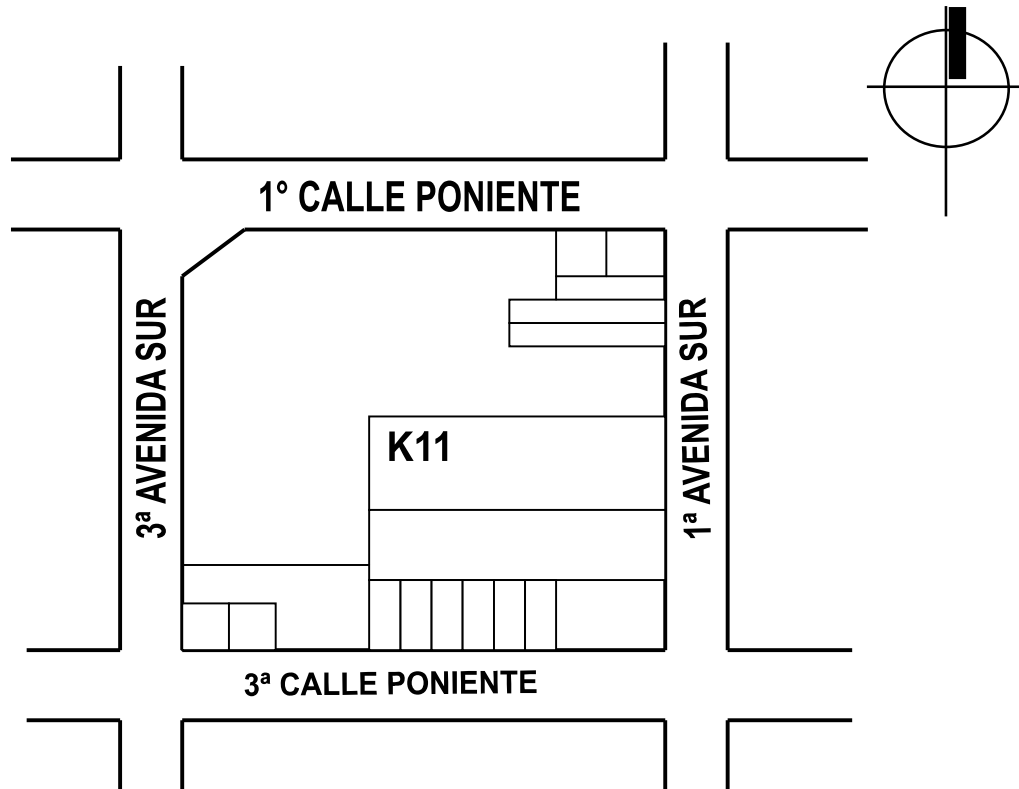 1° CALLE PONIENTE
3ª AVENIDA SUR
1ª AVENIDA SUR
K11
3ª CALLE PONIENTE